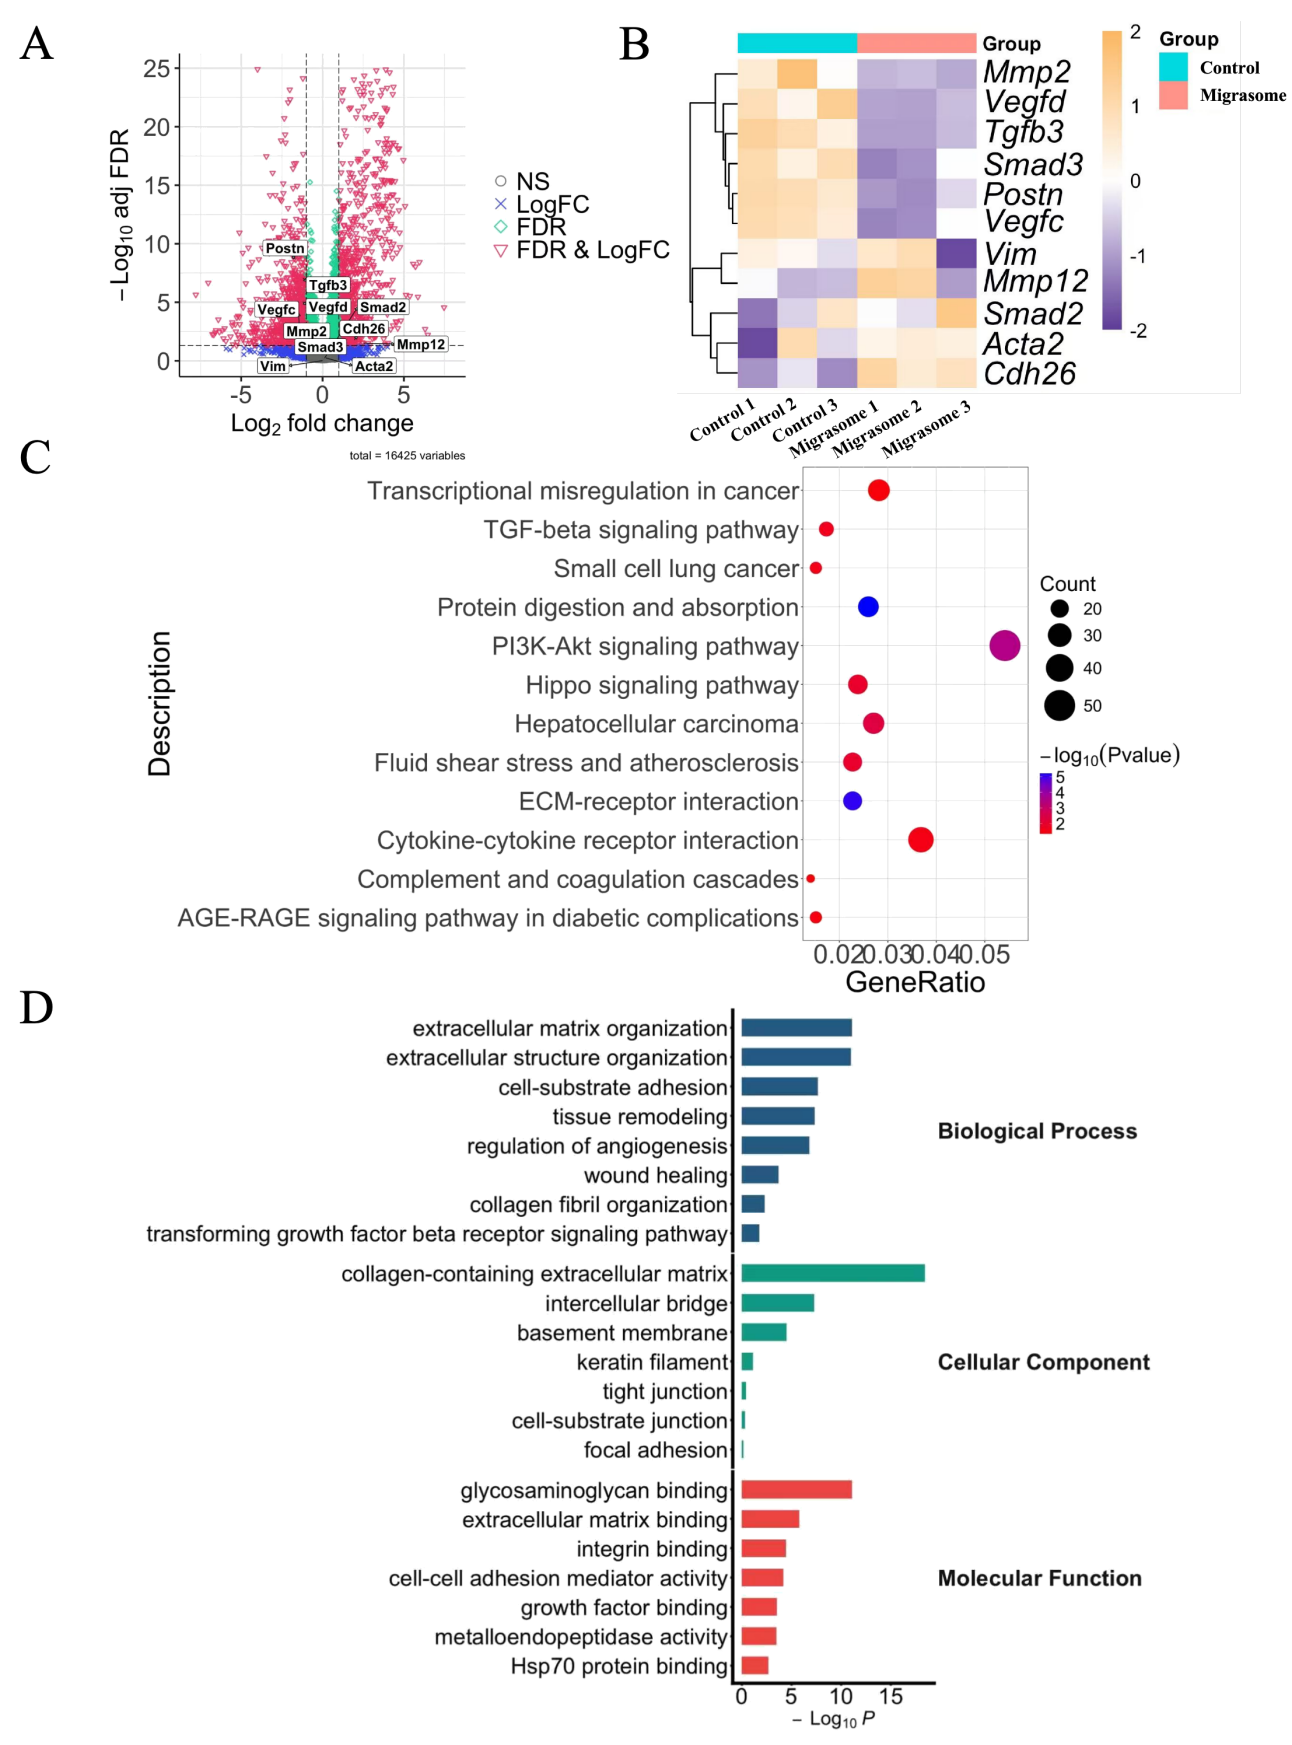 A
25
20
15
10
5
0
-5
0
5
−Log10 adj FDR
Log2 fold change
total = 16425 variables
Postn
Tgfb3
Vegfc
Vegfd
Smad2
Mmp2
Cdh26
Smad3
Mmp12
Vim
Acta2
NS
LogFC
FDR
FDR & LogFC
B
Group
Mmp2
Vegfd
Tgfb3
Smad3
Postn
Vegfc
Vim
Mmp12
Smad2
Acta2
Cdh26
Control 1
Control 2
Control 3
Migrasome 1
Migrasome 2
Migrasome 3
2
1
0
-1
-2
Group
Control
Migrasome
C
Description
Transcriptional misregulation in cancer
TGF-beta signaling pathway
Small cell lung cancer
Protein digestion and absorption
PI3K-Akt signaling pathway
Hippo signaling pathway
Hepatocellular carcinoma
Fluid shear stress and atherosclerosis
ECM-receptor interaction
Cytokine-cytokine receptor interaction
Complement and coagulation cascades
AGE-RAGE signaling pathway in diabetic complications
0.02 0.03 0.04 0.05
GeneRatio
Count
20
30
40
50
−log10(Pvalue)
5
4
3
2
D
extracellular matrix organization
extracellular structure organization
cell-substrate adhesion
tissue remodeling
regulation of angiogenesis
wound healing
collagen fibril organization
transforming growth factor beta receptor signaling pathway
Biological Process
collagen-containing extracellular matrix
intercellular bridge
basement membrane
keratin filament
tight junction
cell-substrate junction
focal adhesion
Cellular Component
glycosaminoglycan binding
extracellular matrix binding
integrin binding
cell-cell adhesion mediator activity
growth factor binding
metalloendopeptidase activity
Hsp70 protein binding
Molecular Function
0 5 10 15
− Log10 P